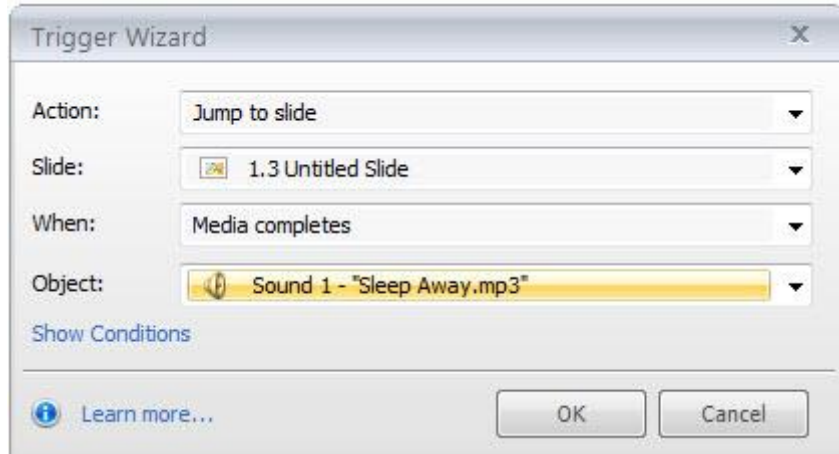 Trigger Wizard
Action: Jump to slide
Slide: 1.3 Untitled Slide
When: Media completes
Object: Sound 1 - "Sleep Away.mp3"
Show Conditions
Learn more... OK Cancel